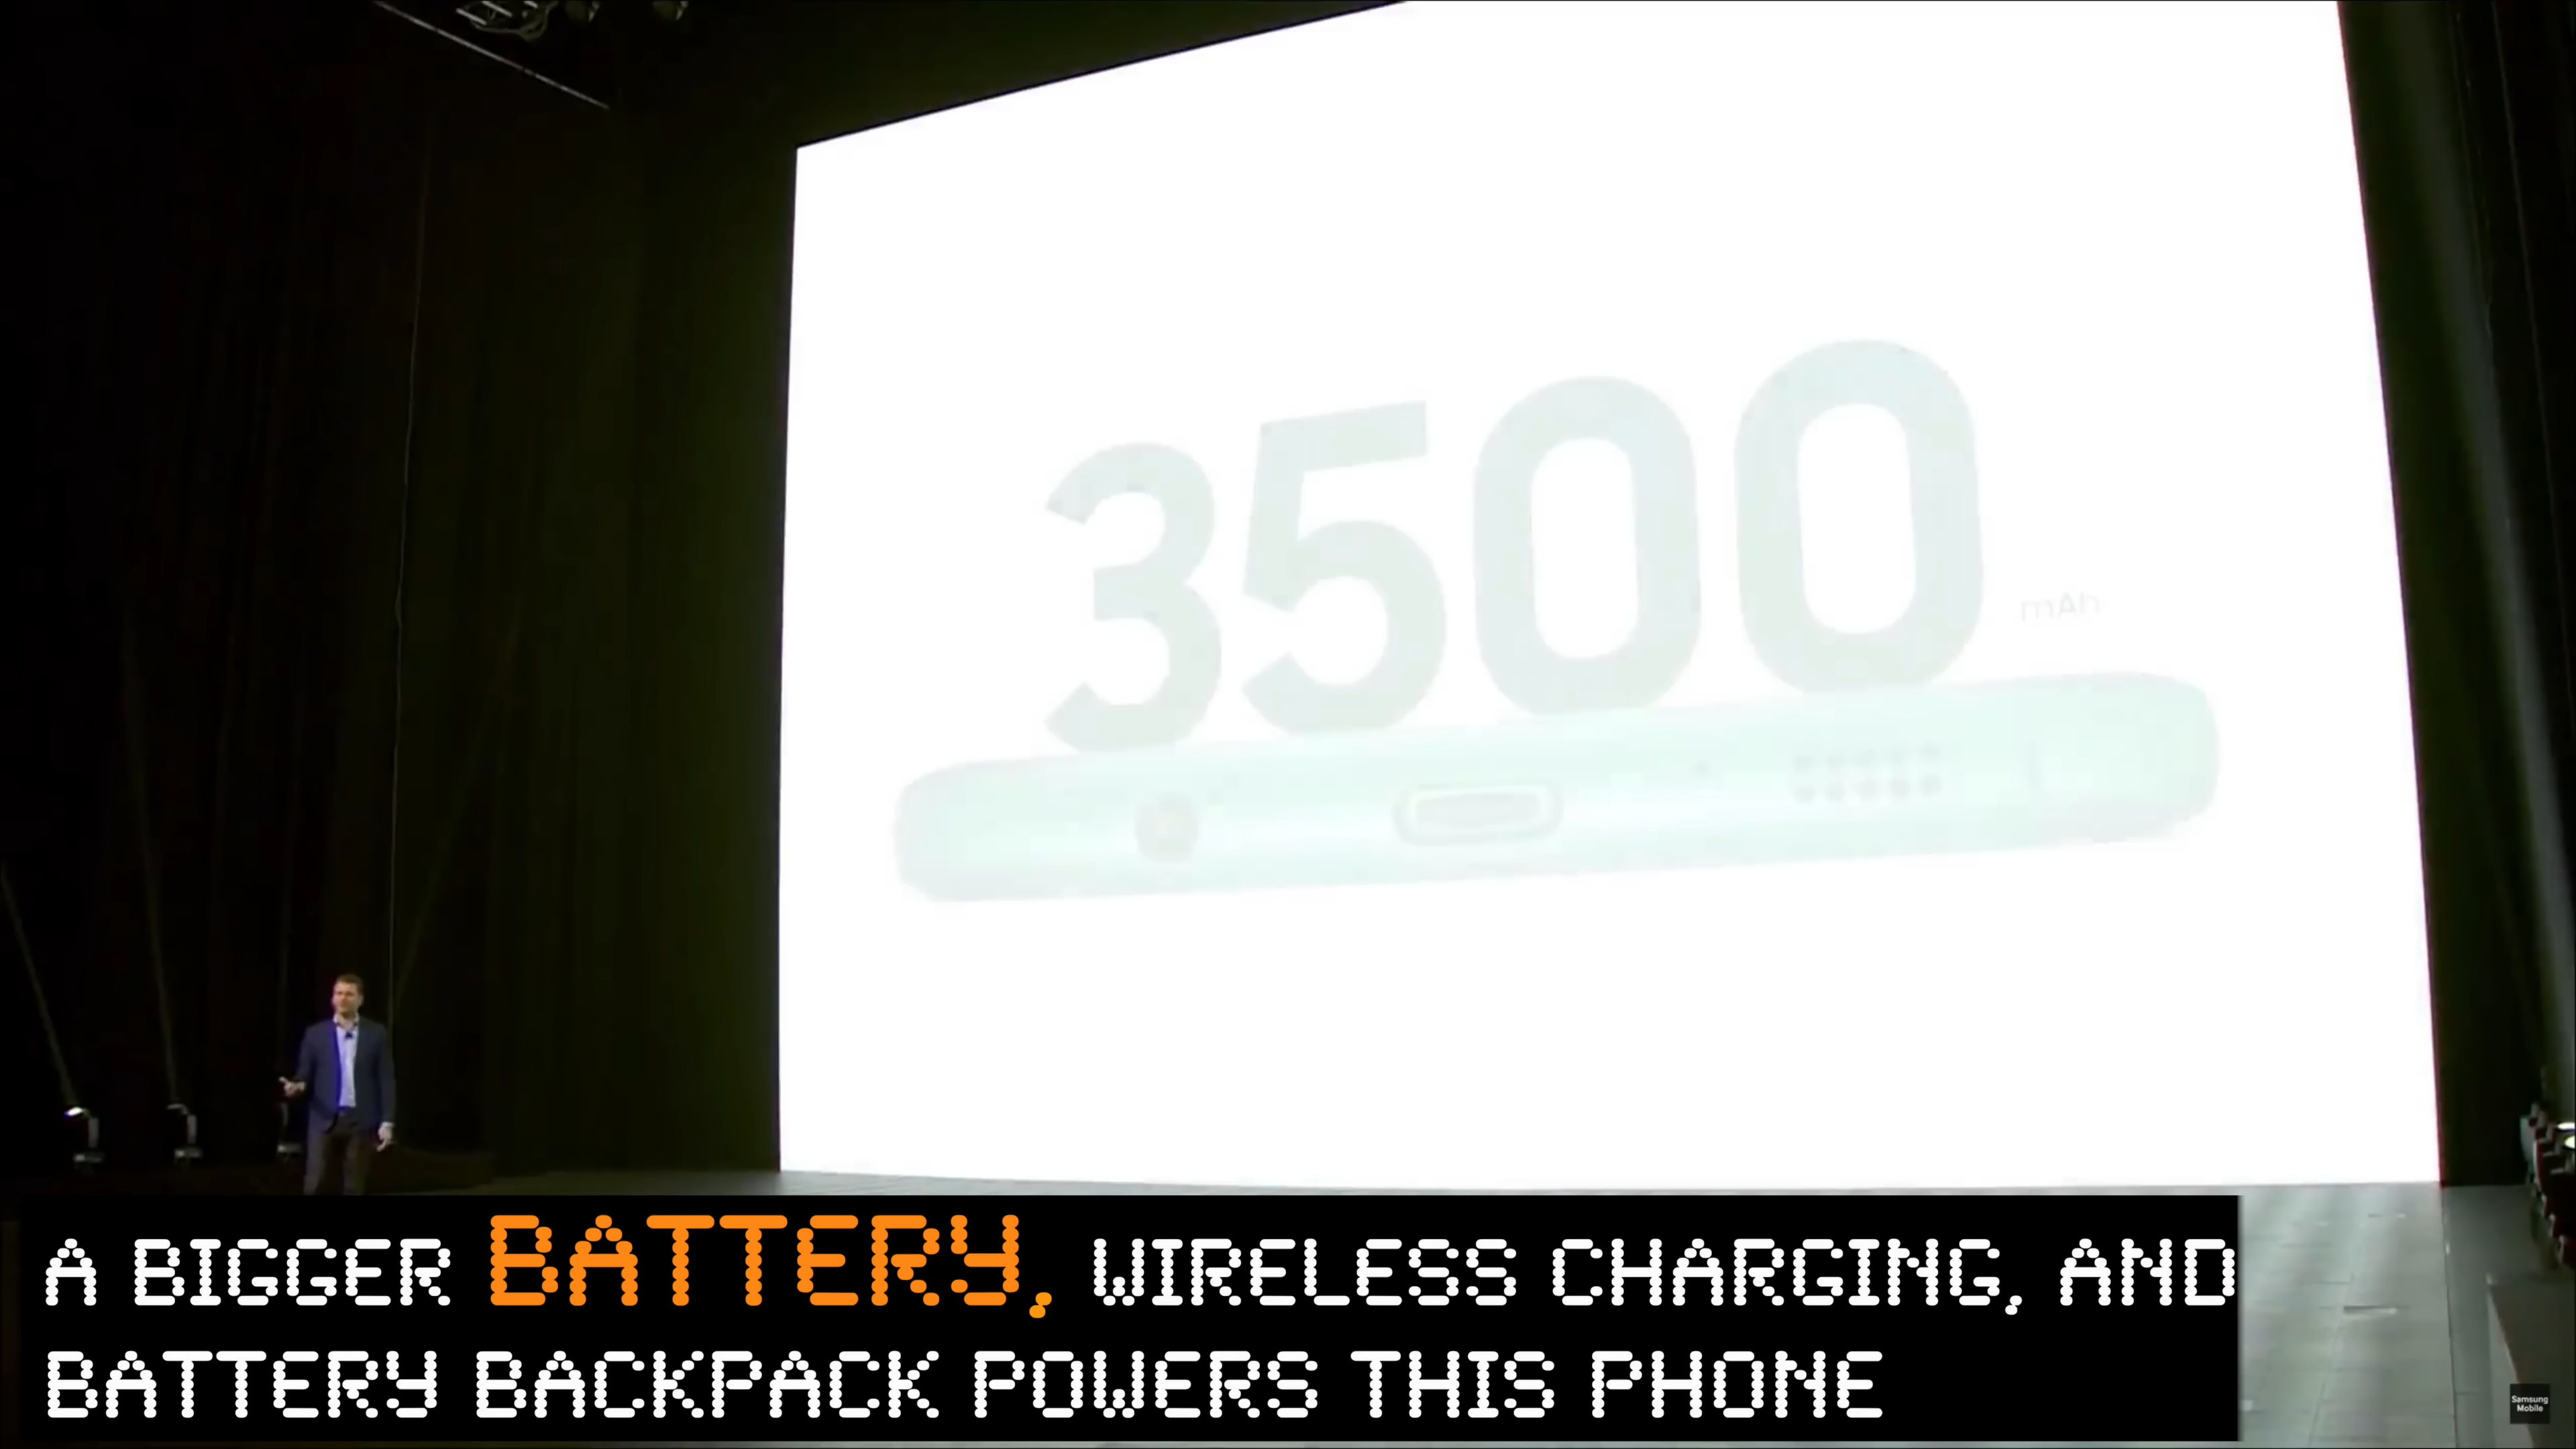 3500
mAh
A BIGGER BATTERY, WIRELESS CHARGING, AND
BATTERY BACKPACK POWERS THIS PHONE
Samsung
Mobile